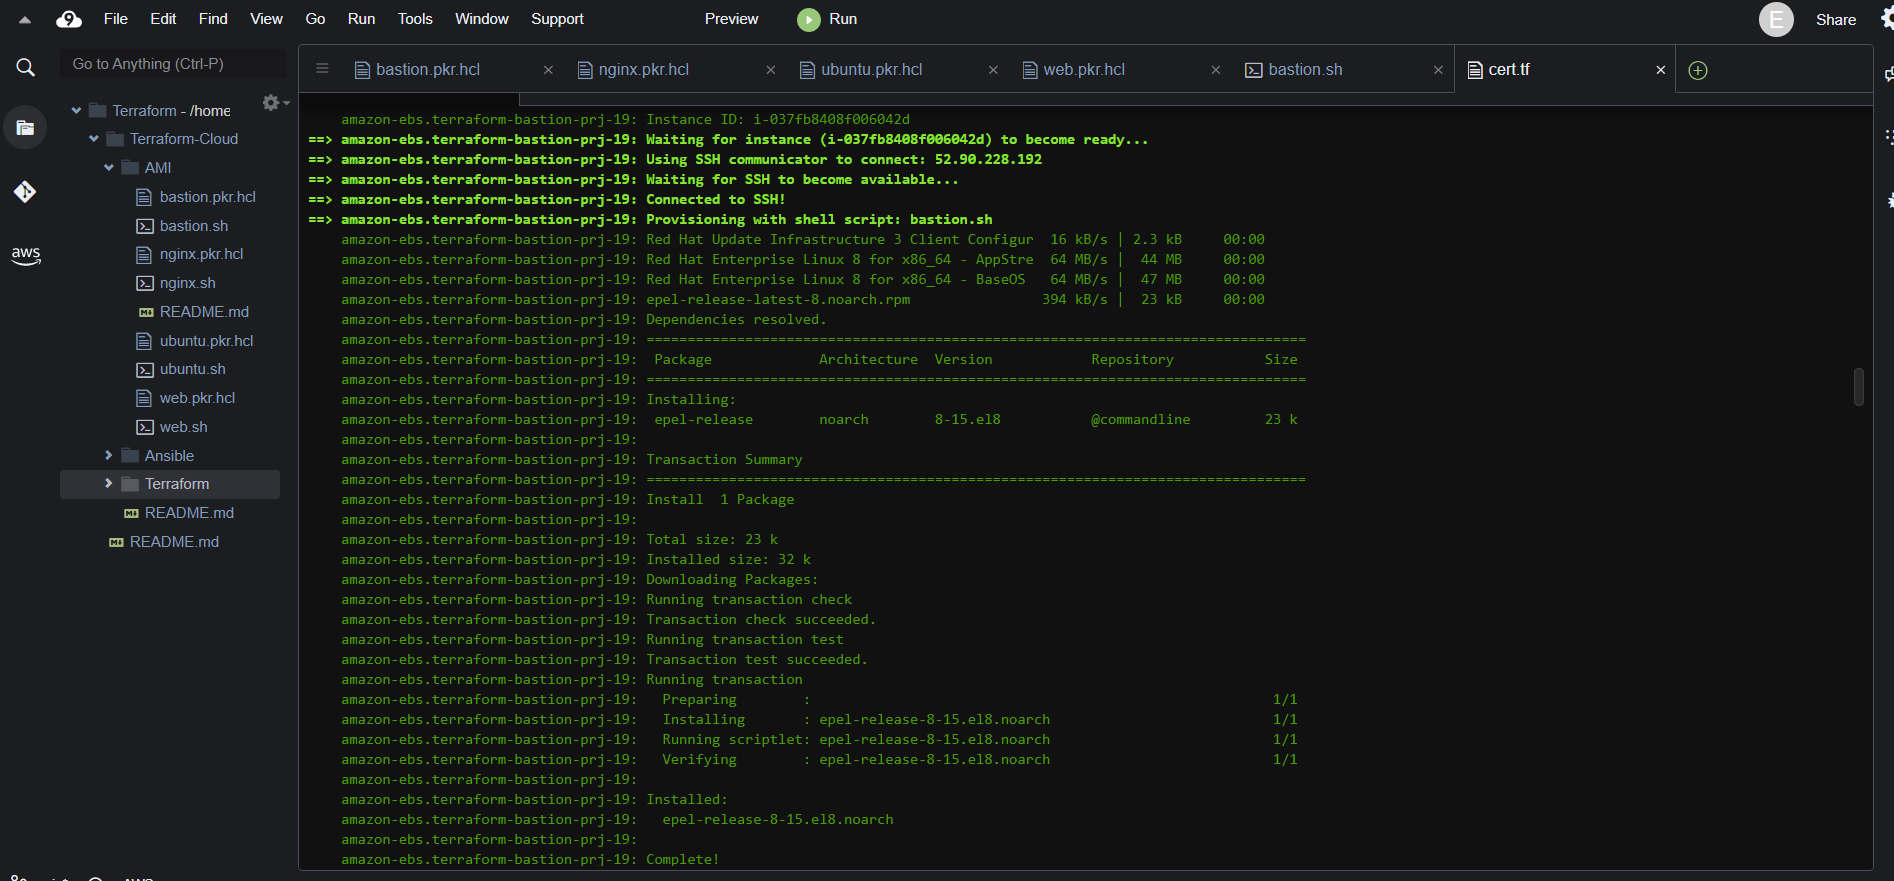 File Edit Find View Go Run Tools Window Support Preview Run E Share
Go to Anything (Ctrl-P)
Terraform - /home
Terraform-Cloud
AMI
bastion.pkr.hcl
bastion.sh
nginx.pkr.hcl
nginx.sh
README.md
ubuntu.pkr.hcl
ubuntu.sh
web.pkr.hcl
web.sh
Ansible
Terraform
README.md
README.md
aws
bastion.pkr.hcl nginx.pkr.hcl ubuntu.pkr.hcl web.pkr.hcl bastion.sh cert.tf
amazon-ebs.terraform-bastion-prj-19: Instance ID: i-037fb8408f006042d
==> amazon-ebs.terraform-bastion-prj-19: Waiting for instance (i-037fb8408f006042d) to become ready...
==> amazon-ebs.terraform-bastion-prj-19: Using SSH communicator to connect: 52.90.228.192
==> amazon-ebs.terraform-bastion-prj-19: Waiting for SSH to become available...
==> amazon-ebs.terraform-bastion-prj-19: Connected to SSH!
==> amazon-ebs.terraform-bastion-prj-19: Provisioning with shell script: bastion.sh
amazon-ebs.terraform-bastion-prj-19: Red Hat Update Infrastructure 3 Client Configur 16 kB/s | 2.3 kB 00:00
amazon-ebs.terraform-bastion-prj-19: Red Hat Enterprise Linux 8 for x86_64 - AppStre 64 MB/s | 44 MB 00:00
amazon-ebs.terraform-bastion-prj-19: Red Hat Enterprise Linux 8 for x86_64 - BaseOS 64 MB/s | 47 MB 00:00
amazon-ebs.terraform-bastion-prj-19: epel-release-latest-8.noarch.rpm 394 kB/s | 23 kB 00:00
amazon-ebs.terraform-bastion-prj-19: Dependencies resolved.
amazon-ebs.terraform-bastion-prj-19: ================================================================================
amazon-ebs.terraform-bastion-prj-19: Package Architecture Version Repository Size
amazon-ebs.terraform-bastion-prj-19: ================================================================================
amazon-ebs.terraform-bastion-prj-19: Installing:
amazon-ebs.terraform-bastion-prj-19: epel-release noarch 8-15.el8 @commandline 23 k
amazon-ebs.terraform-bastion-prj-19:
amazon-ebs.terraform-bastion-prj-19: Transaction Summary
amazon-ebs.terraform-bastion-prj-19: ================================================================================
amazon-ebs.terraform-bastion-prj-19: Install 1 Package
amazon-ebs.terraform-bastion-prj-19:
amazon-ebs.terraform-bastion-prj-19: Total size: 23 k
amazon-ebs.terraform-bastion-prj-19: Installed size: 32 k
amazon-ebs.terraform-bastion-prj-19: Downloading Packages:
amazon-ebs.terraform-bastion-prj-19: Running transaction check
amazon-ebs.terraform-bastion-prj-19: Transaction check succeeded.
amazon-ebs.terraform-bastion-prj-19: Running transaction test
amazon-ebs.terraform-bastion-prj-19: Transaction test succeeded.
amazon-ebs.terraform-bastion-prj-19: Running transaction
amazon-ebs.terraform-bastion-prj-19: Preparing : 1/1
amazon-ebs.terraform-bastion-prj-19: Installing : epel-release-8-15.el8.noarch 1/1
amazon-ebs.terraform-bastion-prj-19: Running scriptlet: epel-release-8-15.el8.noarch 1/1
amazon-ebs.terraform-bastion-prj-19: Verifying : epel-release-8-15.el8.noarch 1/1
amazon-ebs.terraform-bastion-prj-19:
amazon-ebs.terraform-bastion-prj-19: Installed:
amazon-ebs.terraform-bastion-prj-19: epel-release-8-15.el8.noarch
amazon-ebs.terraform-bastion-prj-19:
amazon-ebs.terraform-bastion-prj-19: Complete!